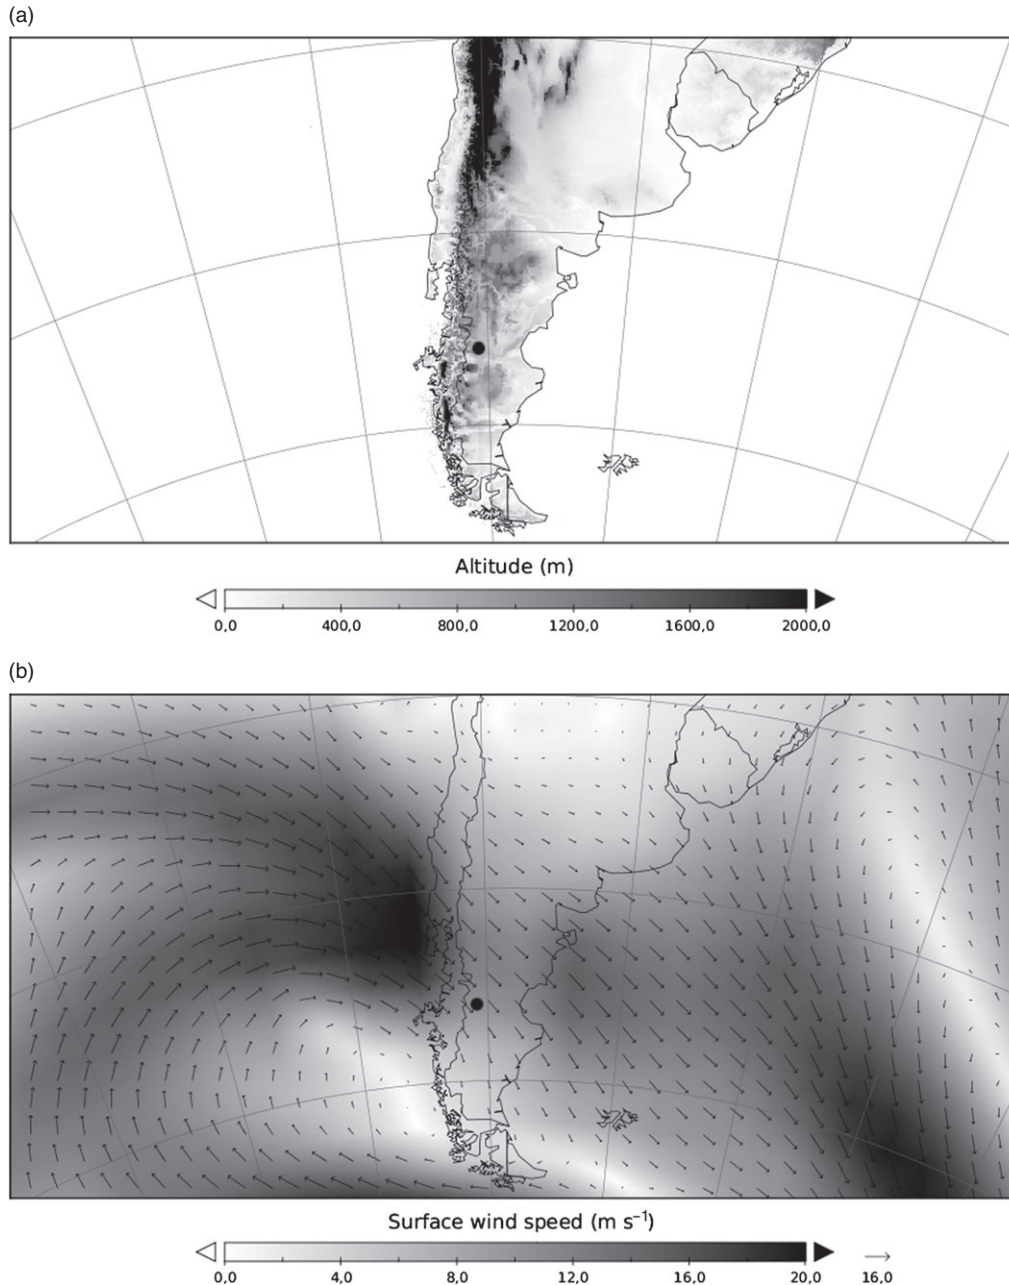 (a)
Altitude (m)
0,0 400,0 800,0 1200,0 1600,0 2000,0
(b)
Surface wind speed (m s⁻¹)
0,0 4,0 8,0 12,0 16,0 20,0 16,0